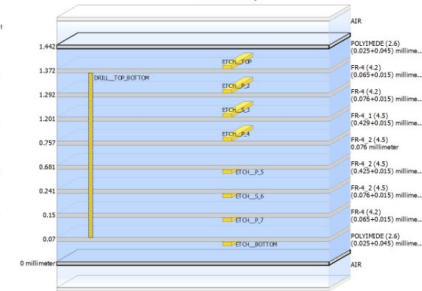 AIR
1.442
POLYIMIDE (2.6)
(0.025+0.045) millime...
ETCH_TOP
1.372
FR-4 (4.2)
(0.065+0.015) millime...
DRILL_TOP_BOTTOM
ETCH_P_2
1.292
FR-4 (4.2)
(0.076+0.015) millime...
ETCH_S_3
1.201
FR-4_1 (4.5)
(0.429+0.015) millime...
ETCH_P_4
0.757
FR-4_2 (4.5)
0.076 millimeter
0.681
FR-4_2 (4.5)
(0.425+0.015) millime...
ETCH_P_5
0.241
FR-4_2 (4.5)
(0.076+0.015) millime...
ETCH_S_6
0.15
FR-4 (4.2)
(0.065+0.015) millime...
ETCH_P_7
0.07
POLYIMIDE (2.6)
(0.025+0.045) millime...
ETCH_BOTTOM
0 millimeter
AIR